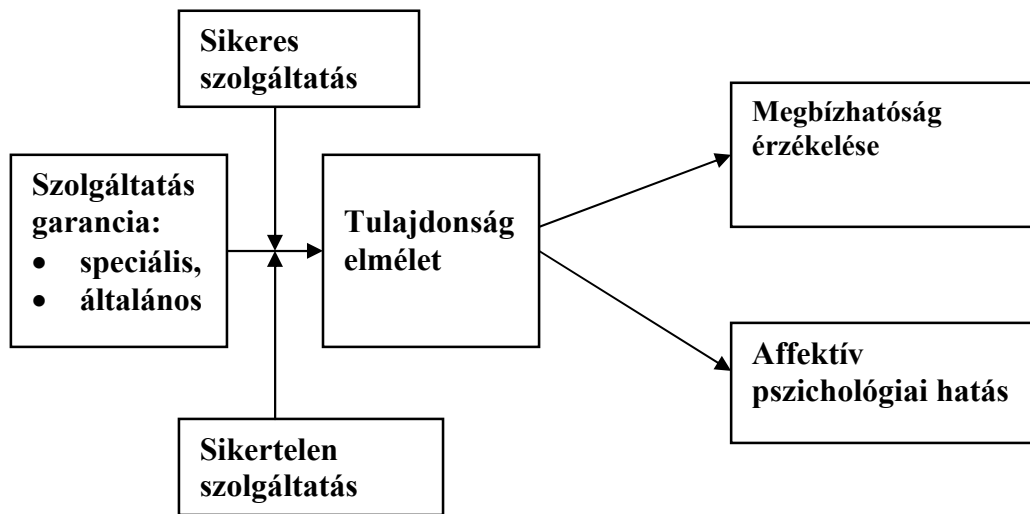 Sikeres
szolgáltatás
Megbízhatóság
érzékelése
Szolgáltatás
garancia:
• speciális,
• általános
Tulajdonság
elmélet
Affektív
pszichológiai hatás
Sikertelen
szolgáltatás